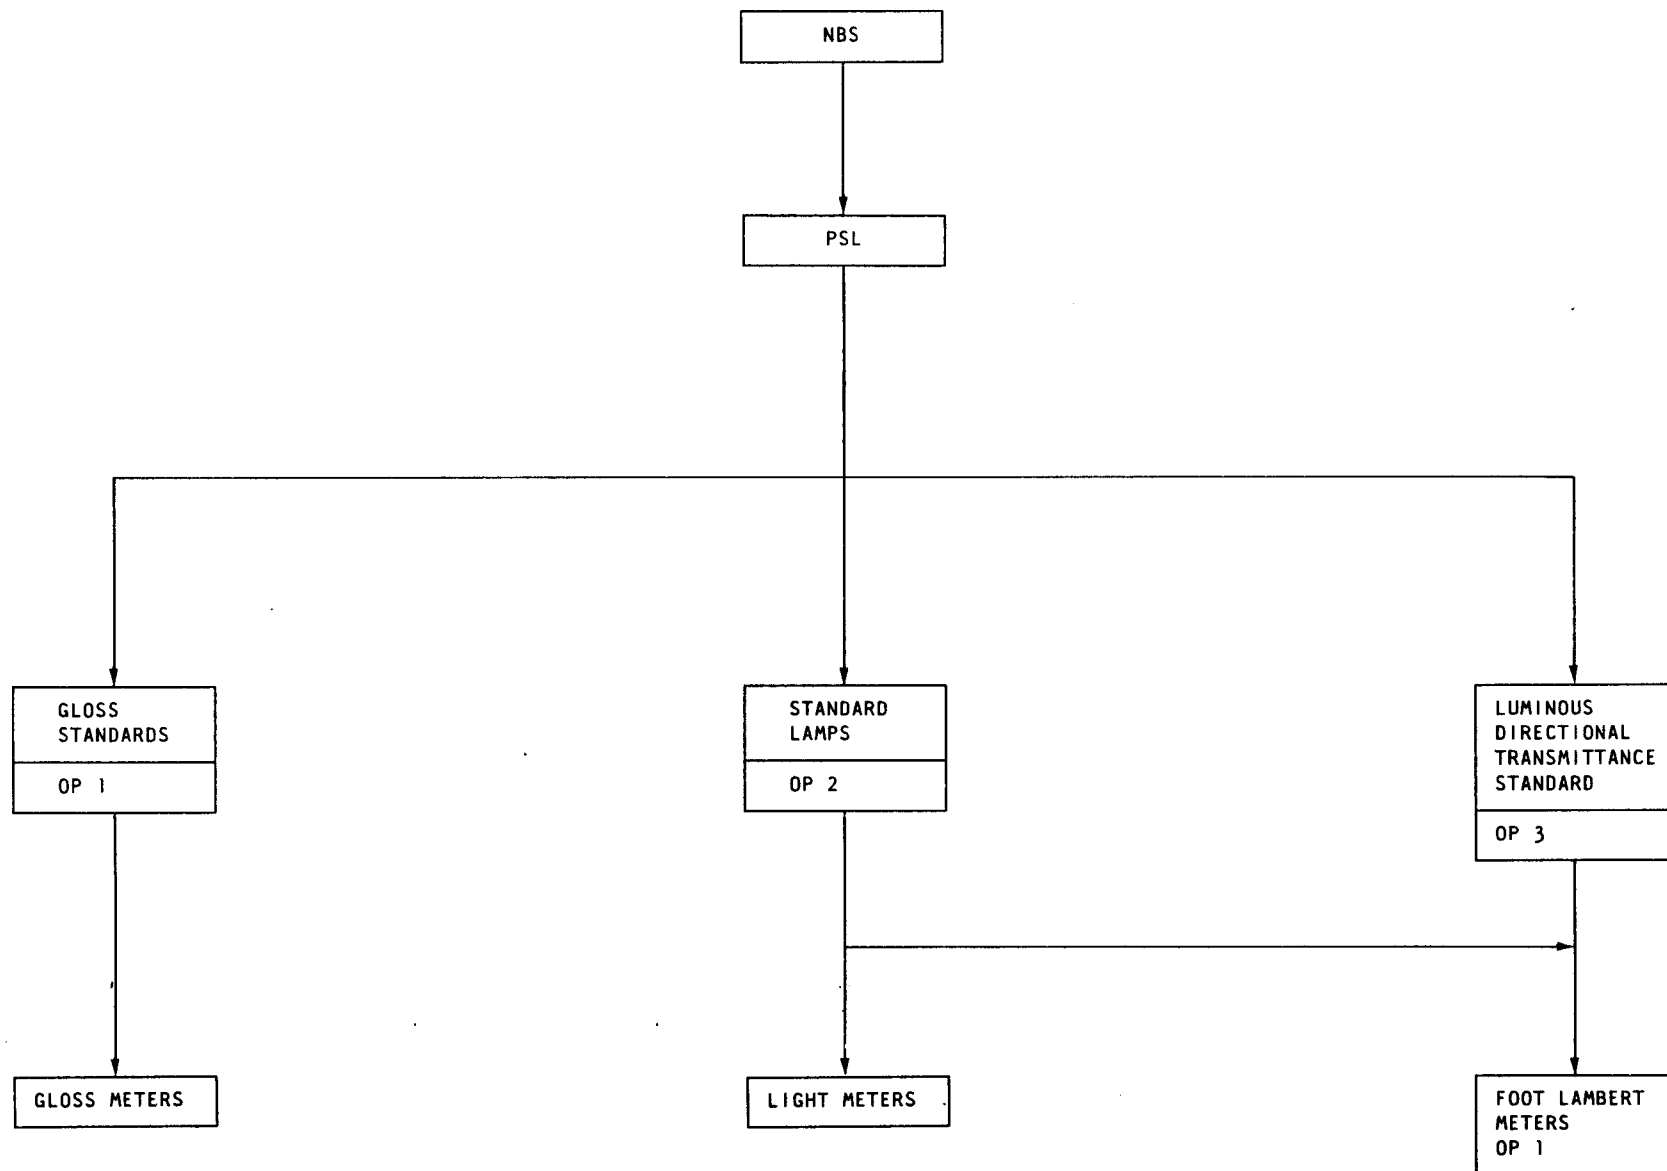 NBS
PSL
GLOSS
STANDARDS
OP 1
STANDARD
LAMPS
OP 2
LUMINOUS
DIRECTIONAL
TRANSMITTANCE
STANDARD
OP 3
GLOSS METERS
LIGHT METERS
FOOT LAMBERT
METERS
OP 1